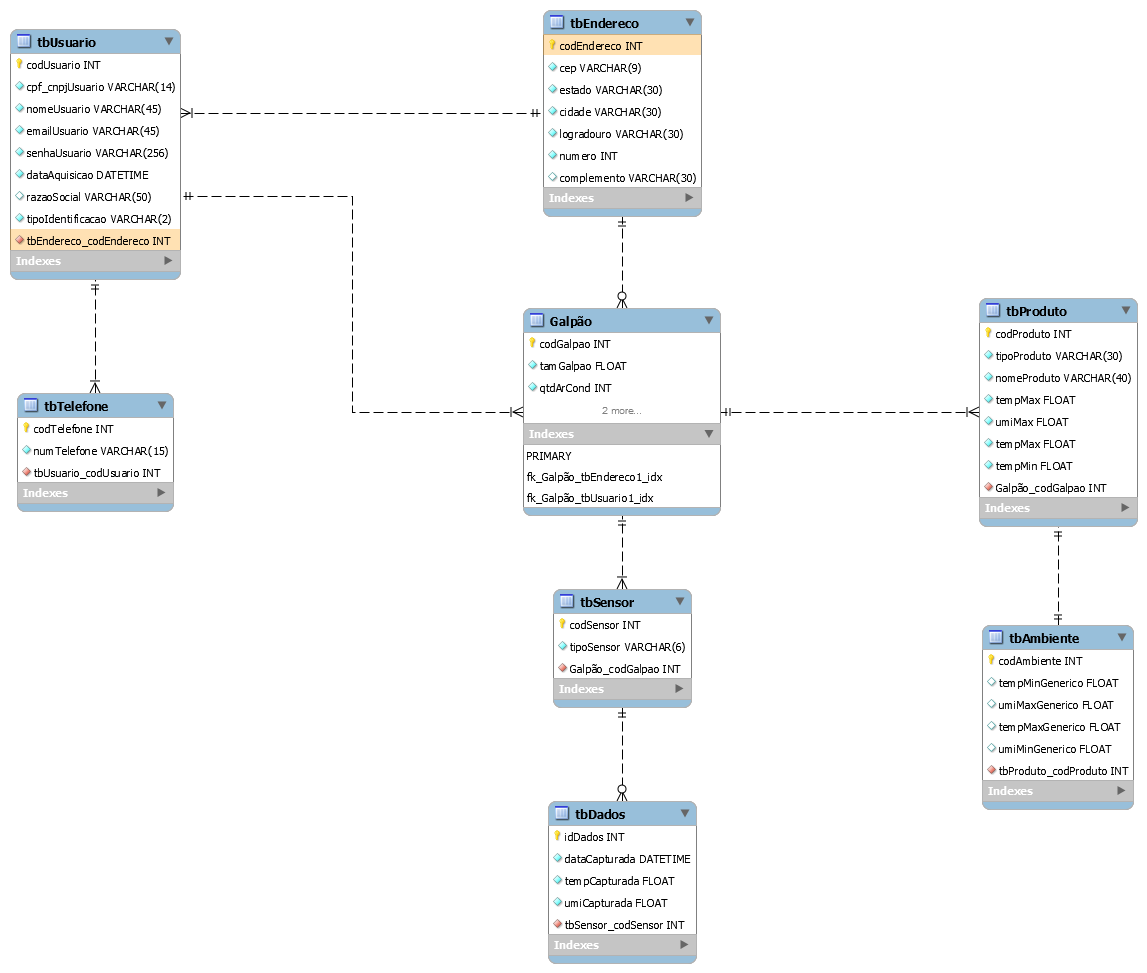 tbUsuario
codUsuario INT
cpf_cnpjUsuario VARCHAR(14)
nomeUsuario VARCHAR(45)
emailUsuario VARCHAR(45)
senhaUsuario VARCHAR(256)
dataAquisicao DATETIME
razaoSocial VARCHAR(50)
tipoIdentificacao VARCHAR(2)
tbEndereco_codEndereco INT
Indexes
tbEndereco
codEndereco INT
cep VARCHAR(9)
estado VARCHAR(30)
cidade VARCHAR(30)
logradouro VARCHAR(30)
numero INT
complemento VARCHAR(30)
Indexes
tbTelefone
codTelefone INT
numTelefone VARCHAR(15)
tbUsuario_codUsuario INT
Indexes
Galpão
codGalpao INT
tamGalpao FLOAT
qtdArCond INT
2 more...
Indexes
PRIMARY
fk_Galpão_tbEndereco1_idx
fk_Galpão_tbUsuario1_idx
tbProduto
codProduto INT
tipoProduto VARCHAR(30)
nomeProduto VARCHAR(40)
tempMax FLOAT
umiMax FLOAT
tempMax FLOAT
tempMin FLOAT
Galpão_codGalpao INT
Indexes
tbSensor
codSensor INT
tipoSensor VARCHAR(6)
Galpão_codGalpao INT
Indexes
tbAmbiente
codAmbiente INT
tempMinGenerico FLOAT
umiMaxGenerico FLOAT
tempMaxGenerico FLOAT
umiMinGenerico FLOAT
tbProduto_codProduto INT
Indexes
tbDados
idDados INT
dataCapturada DATETIME
tempCapturada FLOAT
umiCapturada FLOAT
tbSensor_codSensor INT
Indexes